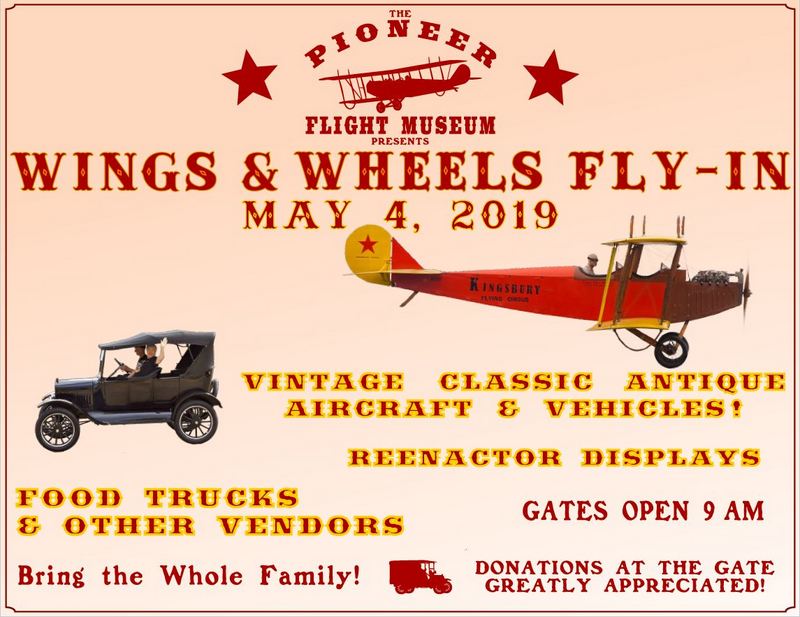 THE
PIONEER
FLIGHT MUSEUM
PRESENTS
WINGS & WHEELS FLY-IN
MAY 4, 2019
KINGSBURY
FLYING CIRCUS
VINTAGE CLASSIC ANTIQUE
AIRCRAFT & VEHICLES!
REENACTOR DISPLAYS
FOOD TRUCKS
& OTHER VENDORS
GATES OPEN 9 AM
Bring the Whole Family!
DONATIONS AT THE GATE
GREATLY APPRECIATED!